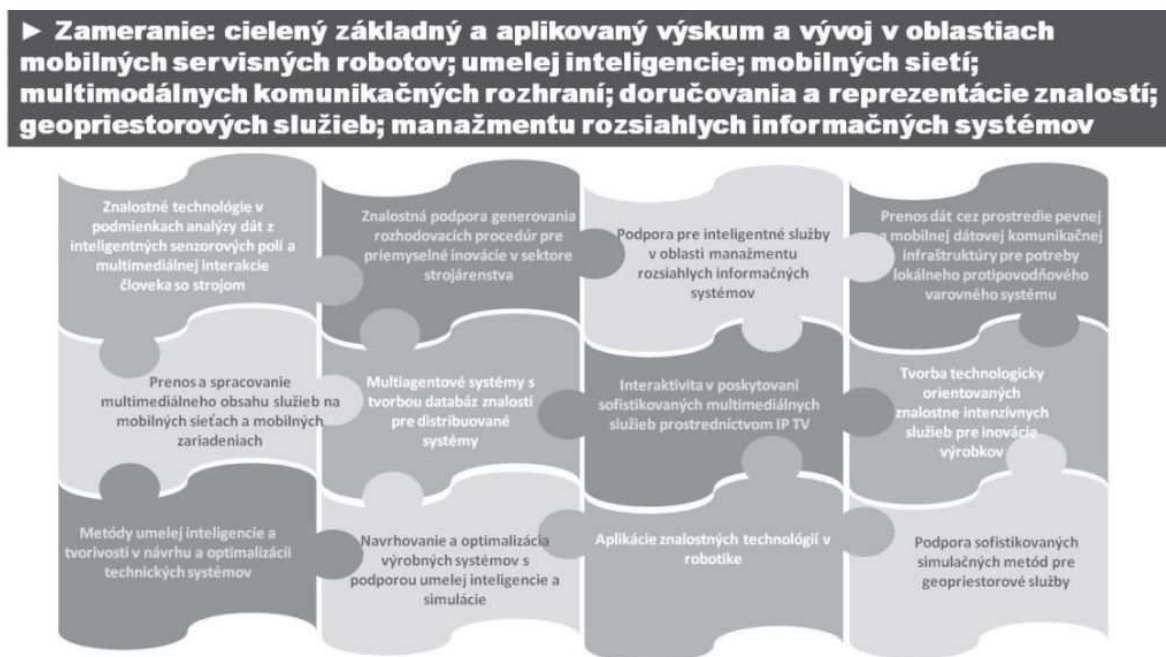 ► Zameranie: cielený základný a aplikovaný výskum a vývoj v oblastiach
mobilných servisných robotov; umelej inteligencie; mobilných sietí;
multimodálnych komunikačných rozhraní; doručovania a reprezentácie znalostí;
geopriestorových služieb; manažmentu rozsiahlych informačných systémov
Znalostné technológie v
podmienkach analýzy dát z
inteligentných senzorových polí a
multimediálnej interakcie
človeka so strojom
Znalostná podpora generovania
rozhodovacích procedúr pre
priemyselné inovácie v sektore
strojárenstva
Podpora pre inteligentné služby
v oblasti manažmentu
rozsiahlych informačných
systémov
Prenos dát cez prostredie pevnej
a mobilnej dátovej komunikačnej
infraštruktúry pre potreby
lokálneho protipovodňového
varovného systému
Prenos a spracovanie
multimediálneho obsahu služieb na
mobilných sieťach a mobilných
zariadeniach
Multiagentové systémy s
tvorbou databáz znalostí
pre distribuované
systémy
Interaktivita v poskytovaní
sofistikovaných multimediálnych
služieb prostredníctvom IP TV
Tvorba technologicky
orientovaných
znalostne intenzívnych
služieb pre inovácie
výrobkov
Metódy umelej inteligencie a
tvorivosti v návrhu a optimalizácii
technických systémov
Navrhovanie a optimalizácia
výrobných systémov s
podporou umelej inteligencie a
simulácie
Aplikácie znalostných technológií v
robotike
Podpora sofistikovaných
simulačných metód pre
geopriestorové služby